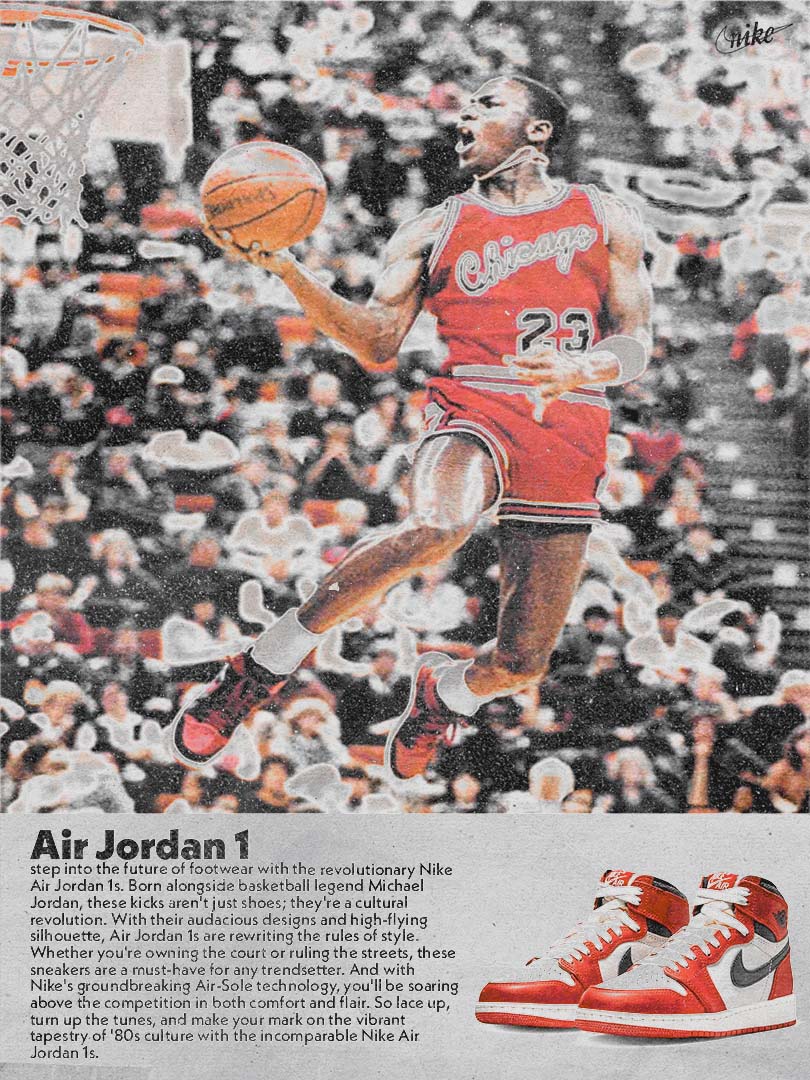 nike
Chicago
23
Air Jordan 1
step into the future of footwear with the revolutionary Nike
Air Jordan 1s. Born alongside basketball legend Michael
Jordan, these kicks aren't just shoes; they're a cultural
revolution. With their audacious designs and high-flying
silhouette, Air Jordan 1s are rewriting the rules of style.
Whether you're owning the court or ruling the streets, these
sneakers are a must-have for any trendsetter. And with
Nike's groundbreaking Air-Sole technology, you'll be soaring
above the competition in both comfort and flair. So lace up,
turn up the tunes, and make your mark on the vibrant
tapestry of '80s culture with the incomparable Nike Air
Jordan 1s.